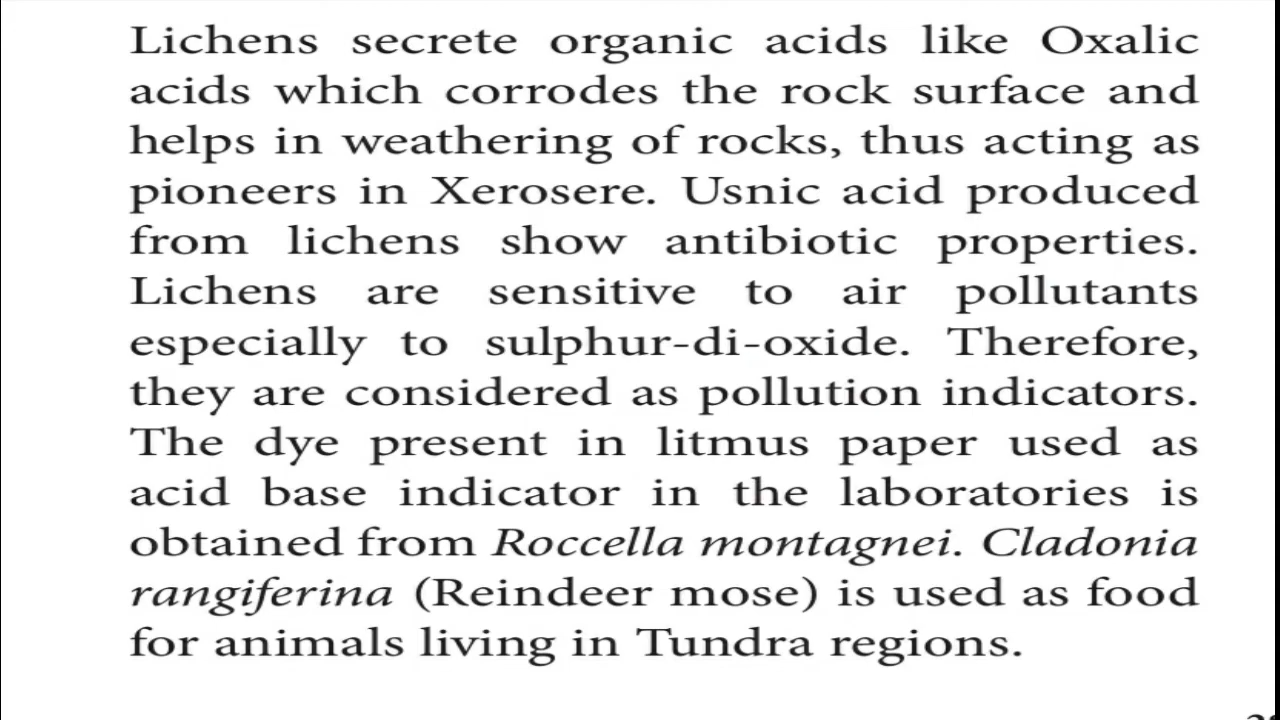 Lichens secrete organic acids like Oxalic
acids which corrodes the rock surface and
helps in weathering of rocks, thus acting as
pioneers in Xerosere. Usnic acid produced
from lichens show antibiotic properties.
Lichens are sensitive to air pollutants
especially to sulphur-di-oxide. Therefore,
they are considered as pollution indicators.
The dye present in litmus paper used as
acid base indicator in the laboratories is
obtained from Roccella montagnei. Cladonia
rangiferina (Reindeer mose) is used as food
for animals living in Tundra regions.